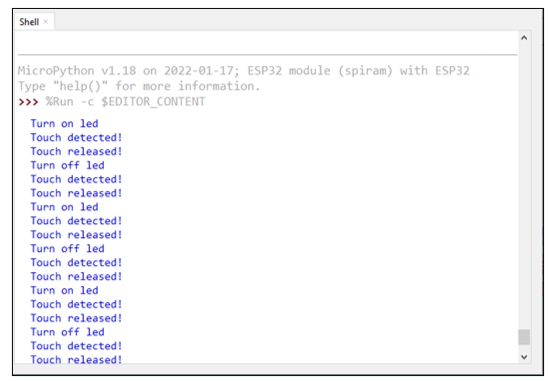 Shell ×
MicroPython v1.18 on 2022-01-17; ESP32 module (spiram) with ESP32
Type "help()" for more information.
>>> %Run -c $EDITOR_CONTENT
Turn on led
Touch detected!
Touch released!
Turn off led
Touch detected!
Touch released!
Turn on led
Touch detected!
Touch released!
Turn off led
Touch detected!
Touch released!
Turn on led
Touch detected!
Touch released!
Turn off led
Touch detected!
Touch released!